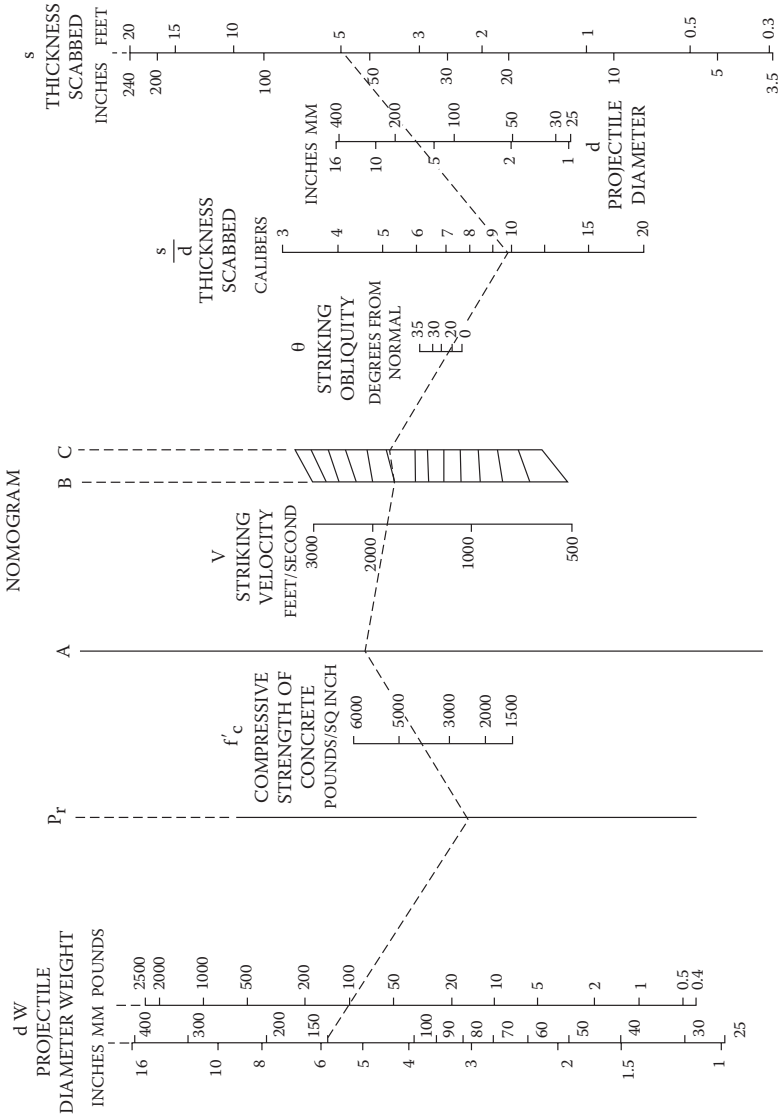 NOMOGRAM
d W
PROJECTILE
DIAMETER WEIGHT
INCHES MM POUNDS
16
10
8
6
5
4
3
2
1.5
1
400
300
200
150
100
90
80
70
60
50
40
30
25
2500
2000
1000
500
200
100
50
20
10
5
2
1
0.5
0.4
Pr
f'c
COMPRESSIVE
STRENGTH OF
CONCRETE
POUNDS/SQ INCH
6000
5000
3000
2000
1500
A
V
STRIKING
VELOCITY
FEET/SECOND
3000
2000
1000
500
B
C
θ
STRIKING
OBLIQUITY
DEGREES FROM
NORMAL
35
30
20
0
s
d
THICKNESS
SCABBED
CALIBERS
3
4
5
6
7
8
9
10
15
20
INCHES MM
16
10
5
2
1
400
200
100
50
30
25
d
PROJECTILE
DIAMETER
s
THICKNESS
SCABBED
INCHES FEET
240
200
100
50
30
20
10
5
3.5
20
15
10
5
3
2
1
0.5
0.3